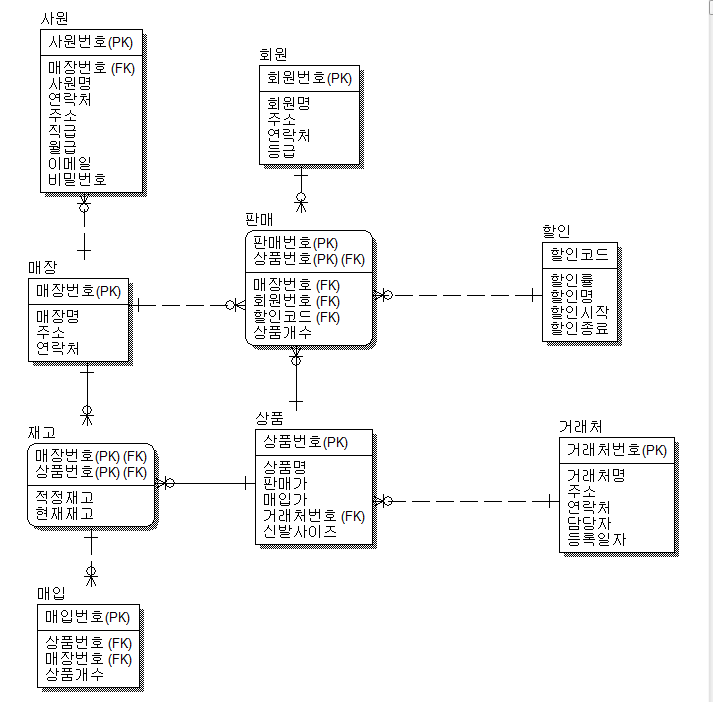 사원
사원번호(PK)
매장번호 (FK)
사원명
연락처
주소
직급
월급
이메일
비밀번호
회원
회원번호(PK)
회원명
주소
연락처
등급
판매
판매번호(PK)
상품번호(PK) (FK)
매장번호 (FK)
회원번호 (FK)
할인코드 (FK)
상품개수
할인
할인코드
할인률
할인명
할인시작
할인종료
매장
매장번호(PK)
매장명
주소
연락처
재고
매장번호(PK) (FK)
상품번호(PK) (FK)
적정재고
현재재고
상품
상품번호(PK)
상품명
판매가
매입가
거래처번호 (FK)
신발사이즈
거래처
거래처번호(PK)
거래처명
주소
연락처
담당자
등록일자
매입
매입번호(PK)
상품번호 (FK)
매장번호 (FK)
상품개수